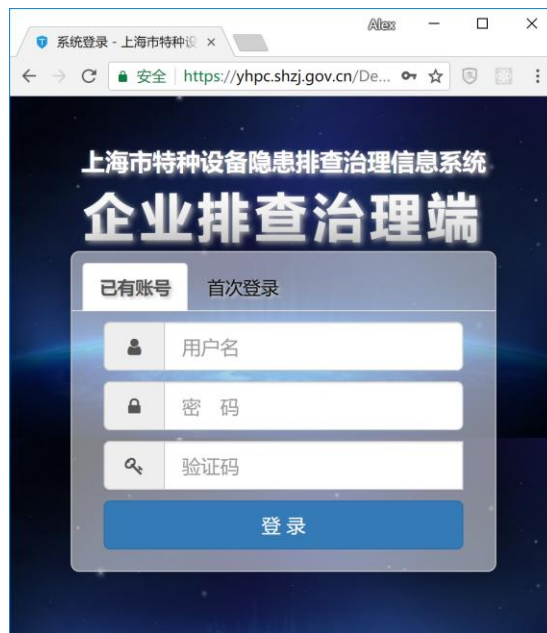 Alex
系统登录 - 上海市特种设
安全 https://yhpc.shzj.gov.cn/De...
上海市特种设备隐患排查治理信息系统
企业排查治理端
已有账号 首次登录
用户名
密 码
验证码
登 录